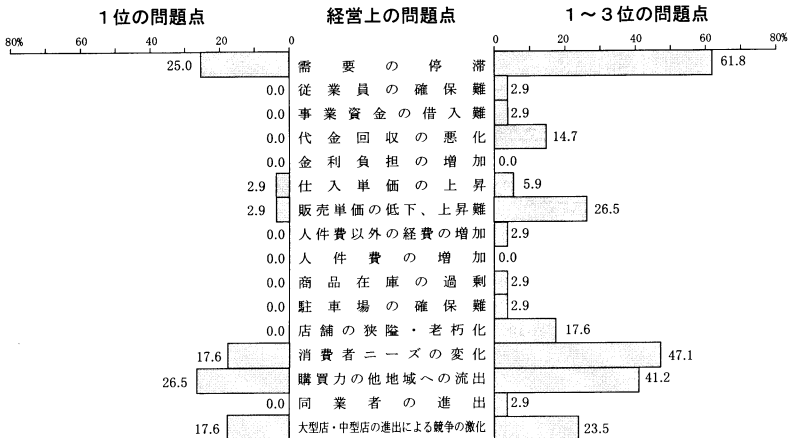 １位の問題点 経営上の問題点 １～３位の問題点
80% 60 40 20 0 0 20 40 60 80%
25.0 需要の停滞 61.8
0.0 従業員の確保難 2.9
0.0 事業資金の借入難 2.9
0.0 代金回収の悪化 14.7
0.0 金利負担の増加 0.0
2.9 仕入単価の上昇 5.9
2.9 販売単価の低下、上昇難 26.5
0.0 人件費以外の経費の増加 2.9
0.0 人件費の増加 0.0
0.0 商品在庫の過剰 2.9
0.0 駐車場の確保難 2.9
0.0 店舗の狭隘・老朽化 17.6
17.6 消費者ニーズの変化 47.1
26.5 購買力の他地域への流出 41.2
0.0 同業者の進出 2.9
17.6 大型店・中型店の進出による競争の激化 23.5